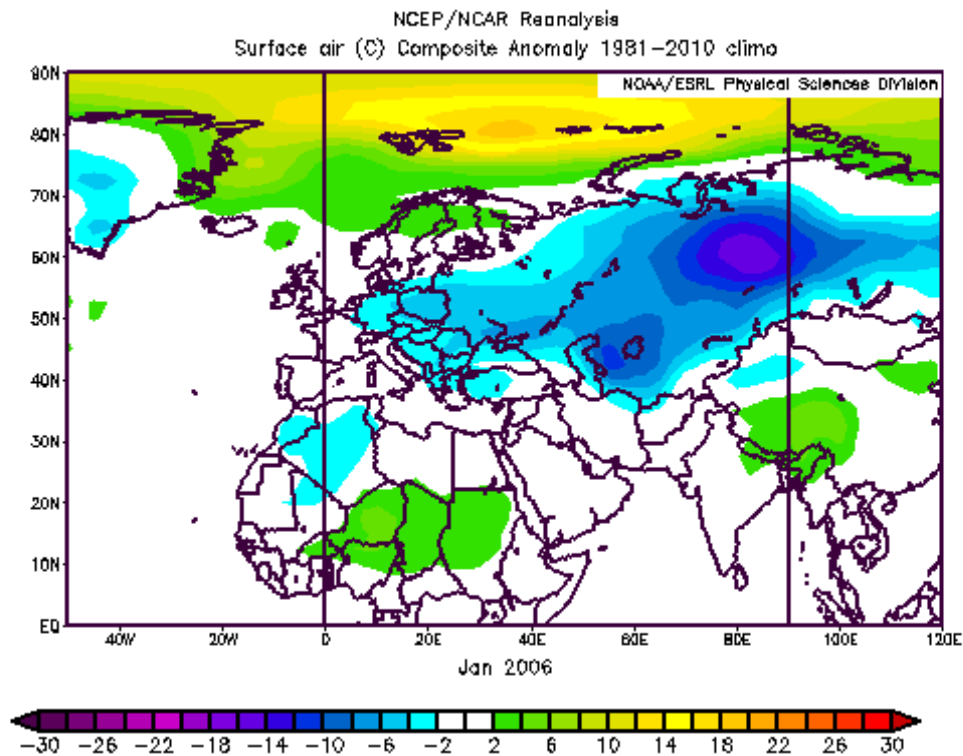 NCEP/NCAR Reanalysis
Surface air (C) Composite Anomaly 1981-2010 climo
NOAA/ESRL Physical Sciences Division
90N
80N
70N
60N
50N
40N
30N
20N
10N
EQ
40W 20W 0 20E 40E 60E 80E 100E 120E
Jan 2006
-30 -26 -22 -18 -14 -10 -6 -2 2 6 10 14 18 22 26 30